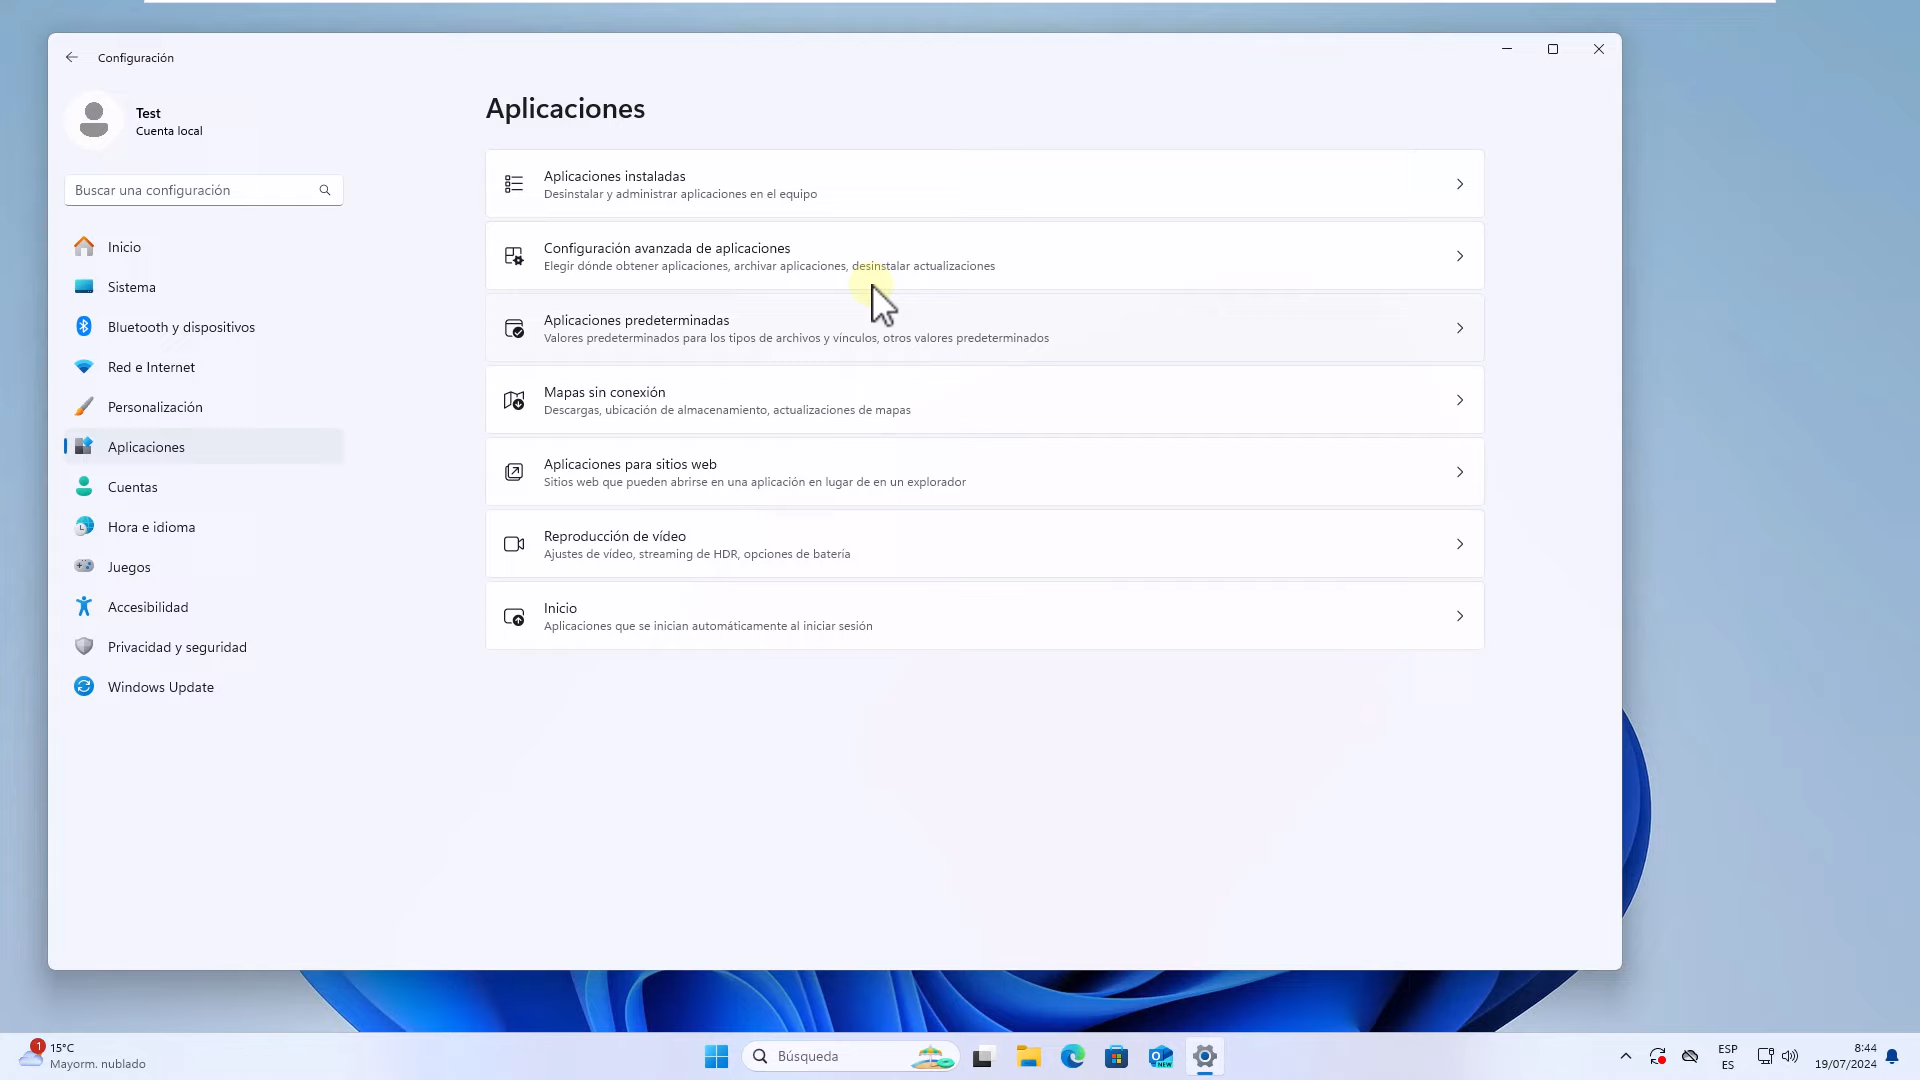 Configuración
Test
Cuenta local
Buscar una configuración
Inicio
Sistema
Bluetooth y dispositivos
Red e Internet
Personalización
Aplicaciones
Cuentas
Hora e idioma
Juegos
Accesibilidad
Privacidad y seguridad
Windows Update
Aplicaciones
Aplicaciones instaladas
Desinstalar y administrar aplicaciones en el equipo
Configuración avanzada de aplicaciones
Elegir dónde obtener aplicaciones, archivar aplicaciones, desinstalar actualizaciones
Aplicaciones predeterminadas
Valores predeterminados para los tipos de archivos y vínculos, otros valores predeterminados
Mapas sin conexión
Descargas, ubicación de almacenamiento, actualizaciones de mapas
Aplicaciones para sitios web
Sitios web que pueden abrirse en una aplicación en lugar de en un explorador
Reproducción de vídeo
Ajustes de vídeo, streaming de HDR, opciones de batería
Inicio
Aplicaciones que se inician automáticamente al iniciar sesión
1
15°C
Mayorm. nublado
Búsqueda
NEW
ESP
ES
8:44
19/07/2024